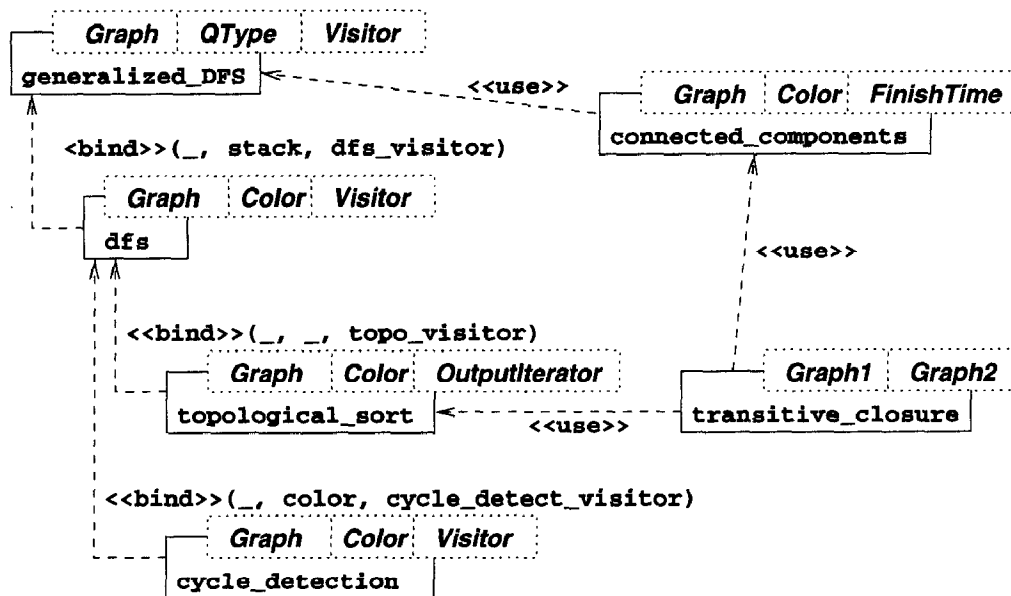 Graph QType Visitor
generalized_DFS
<<use>>
Graph Color FinishTime
connected_components
<bind>>(_, stack, dfs_visitor)
Graph Color Visitor
dfs
<<use>>
<<bind>>(_, _, topo_visitor)
Graph Color OutputIterator
topological_sort
<<use>>
Graph1 Graph2
transitive_closure
<<bind>>(_, color, cycle_detect_visitor)
Graph Color Visitor
cycle_detection